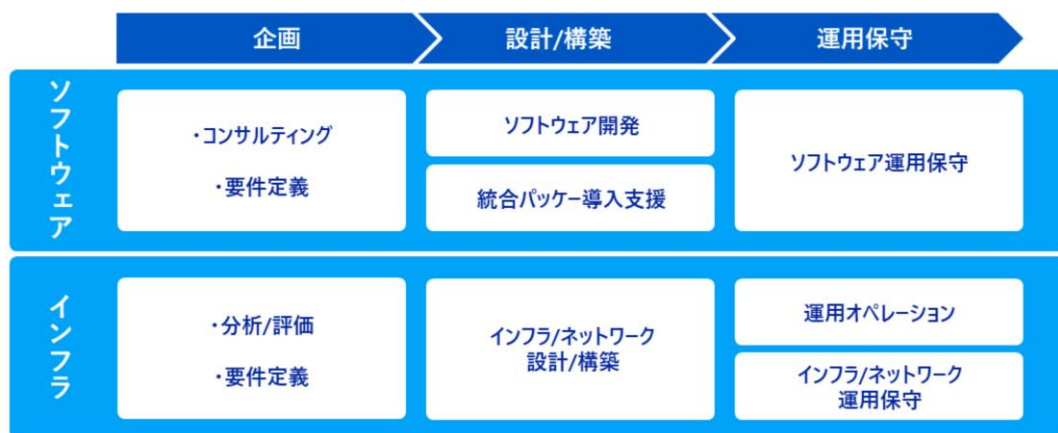 企画
設計/構築
運用保守
ソフトウェア
・コンサルティング
・要件定義
ソフトウェア開発
統合パッケー導入支援
ソフトウェア運用保守
インフラ
・分析/評価
・要件定義
インフラ/ネットワーク
設計/構築
運用オペレーション
インフラ/ネットワーク
運用保守